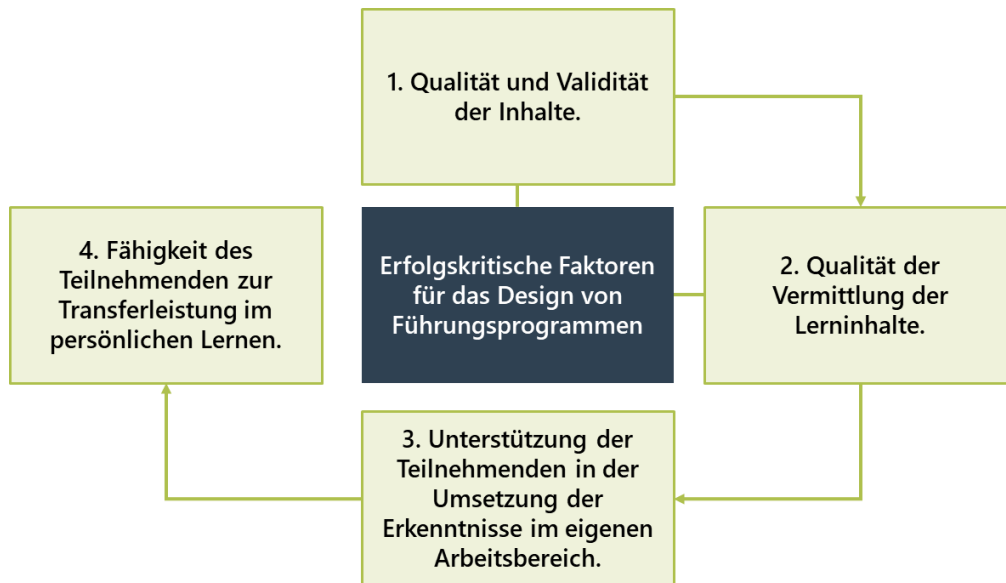 1. Qualität und Validität
der Inhalte.
Erfolgskritische Faktoren
für das Design von
Führungsprogrammen
2. Qualität der
Vermittlung der
Lerninhalte.
3. Unterstützung der
Teilnehmenden in der
Umsetzung der
Erkenntnisse im eigenen
Arbeitsbereich.
4. Fähigkeit des
Teilnehmenden zur
Transferleistung im
persönlichen Lernen.